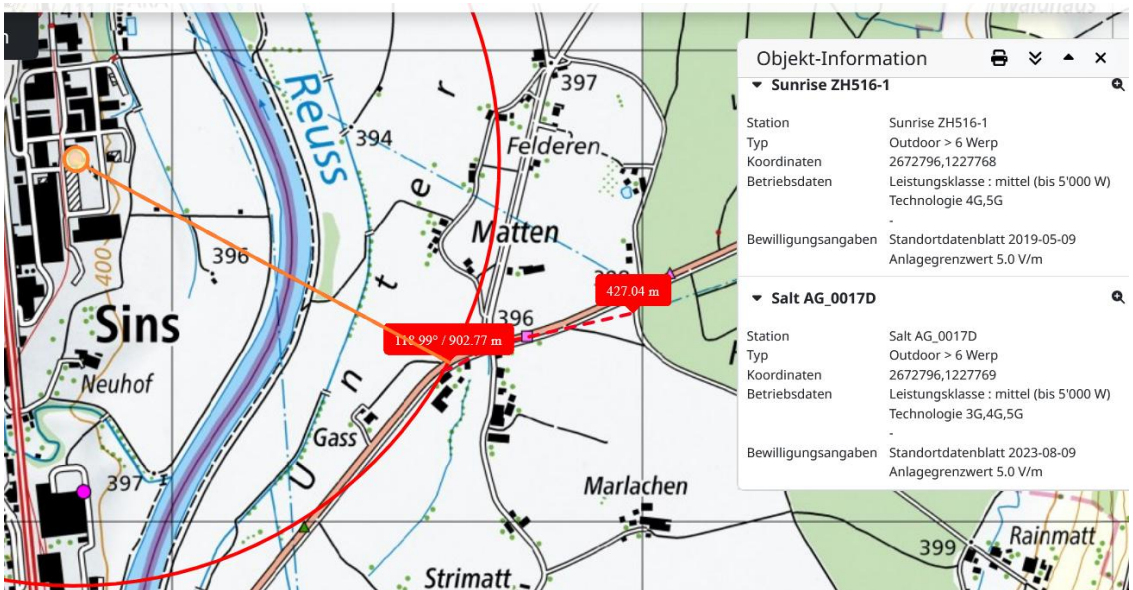 411
Waldhaus
n
Reuss
397
394
Felderen
Unter
Matten
396
427.04 m
118.99° / 902.77 m
396
400
Sins
Neuhof
Gass
397
Marlachen
399
Rainmatt
Strimatt
Objekt-Information
Sunrise ZH516-1
Station Sunrise ZH516-1
Typ Outdoor > 6 Werp
Koordinaten 2672796,1227768
Betriebsdaten Leistungsklasse : mittel (bis 5'000 W)
Technologie 4G,5G
-
Bewilligungsangaben Standortdatenblatt 2019-05-09
Anlagegrenzwert 5.0 V/m
Salt AG_0017D
Station Salt AG_0017D
Typ Outdoor > 6 Werp
Koordinaten 2672796,1227769
Betriebsdaten Leistungsklasse : mittel (bis 5'000 W)
Technologie 3G,4G,5G
-
Bewilligungsangaben Standortdatenblatt 2023-08-09
Anlagegrenzwert 5.0 V/m